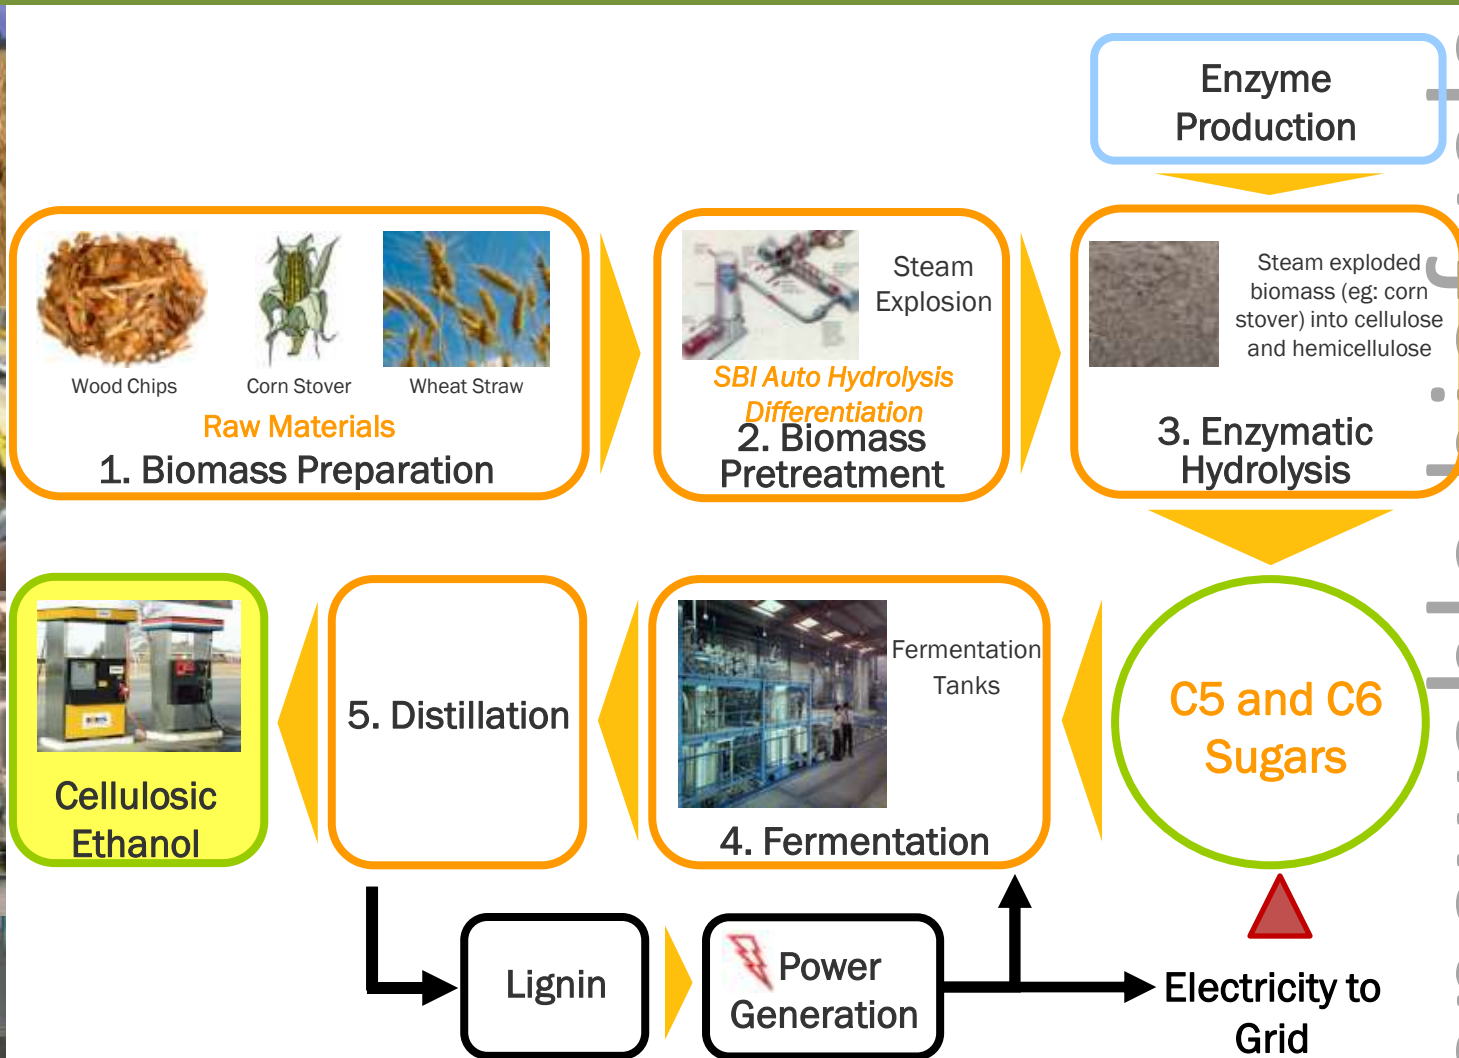 Enzyme
Production
Wood Chips
Corn Stover
Wheat Straw
Raw Materials
1. Biomass Preparation
Steam
Explosion
SBI Auto Hydrolysis
Differentiation
2. Biomass
Pretreatment
Steam exploded
biomass (eg: corn
stover) into cellulose
and hemicellulose
3. Enzymatic
Hydrolysis
C5 and C6
Sugars
Fermentation
Tanks
4. Fermentation
5. Distillation
Cellulosic
Ethanol
Lignin
Power
Generation
Electricity to
Grid